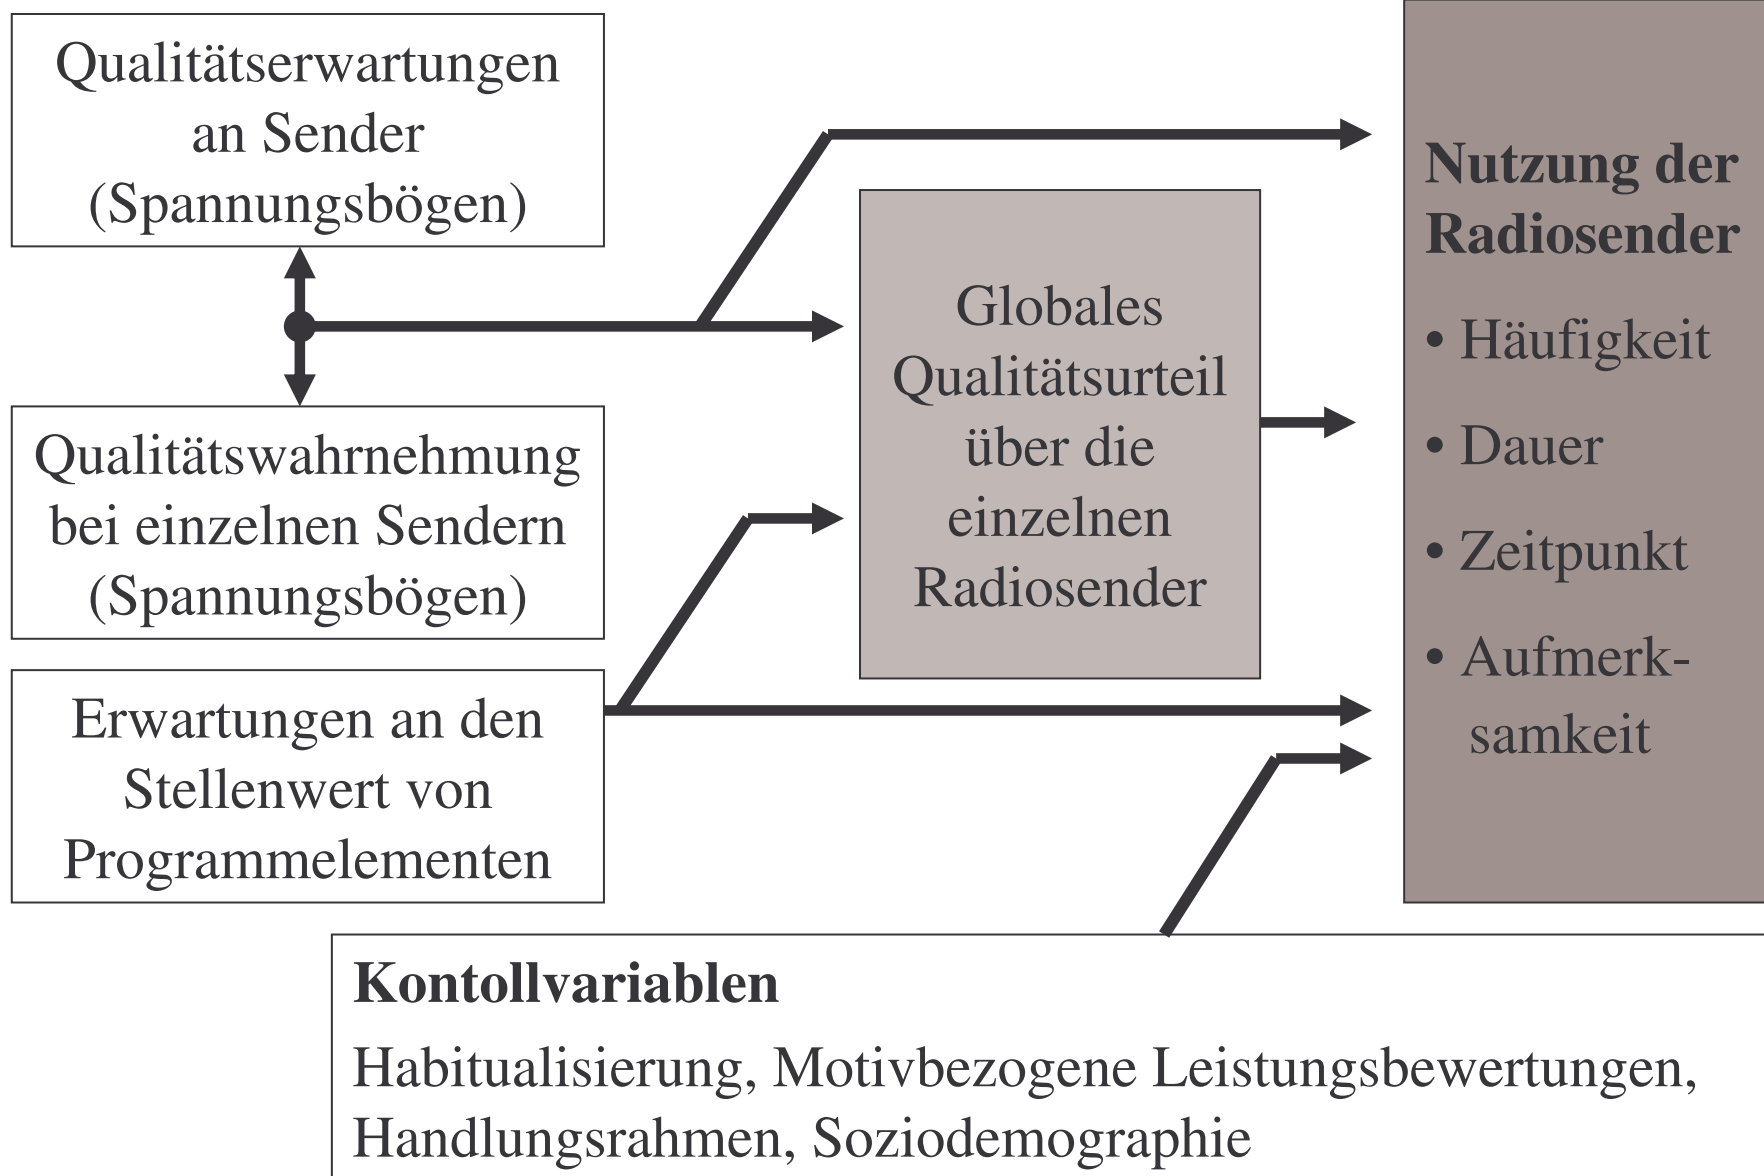 Qualitätserwartungen
an Sender
(Spannungsbögen)
Qualitätswahrnehmung
bei einzelnen Sendern
(Spannungsbögen)
Erwartungen an den
Stellenwert von
Programmelementen
Globales
Qualitätsurteil
über die
einzelnen
Radiosender
Nutzung der
Radiosender
• Häufigkeit
• Dauer
• Zeitpunkt
• Aufmerk-
samkeit
Kontollvariablen
Habitualisierung, Motivbezogene Leistungsbewertungen,
Handlungsrahmen, Soziodemographie